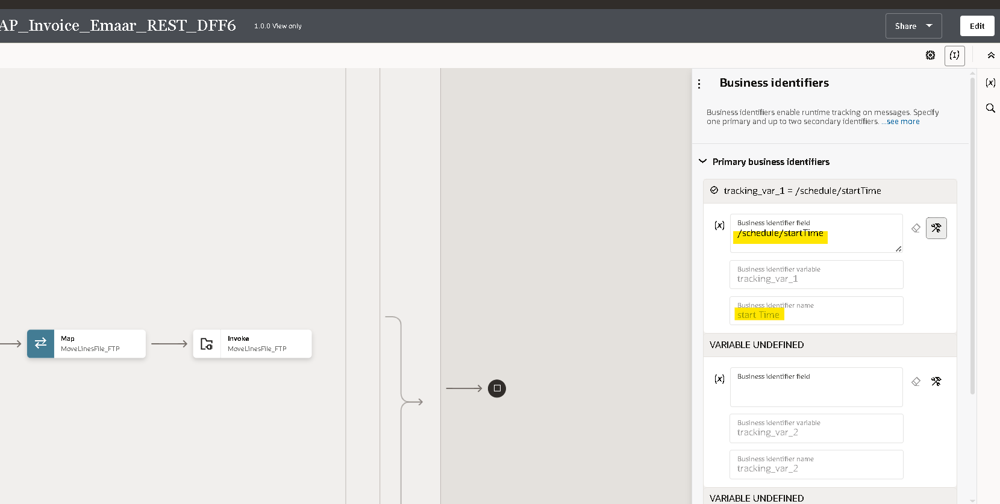 AP_Invoice_Emaar_REST_DFF6
1.0.0 View only
Share
Edit
(x)
Business identifiers
Business identifiers enable runtime tracking on messages. Specify
one primary and up to two secondary identifiers. ...see more
Primary business identifiers
tracking_var_1 = /schedule/startTime
(x)
Business identifier field
/schedule/startTime
Business identifier variable
tracking_var_1
Business identifier name
start Time
Map
MoveLinesFile_FTP
Invoke
MoveLinesFile_FTP
VARIABLE UNDEFINED
(x)
Business identifier field
Business identifier variable
tracking_var_2
Business identifier name
tracking_var_2
VARIABLE UNDEFINED